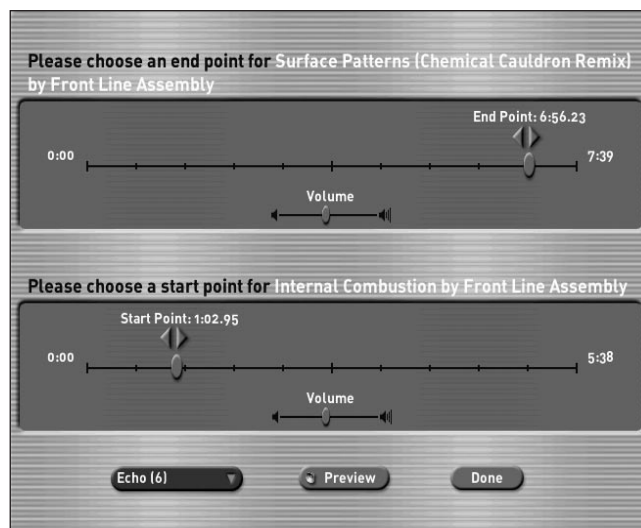 Please choose an end point for Surface Patterns (Chemical Cauldron Remix)
by Front Line Assembly
End Point: 6:56.23
0:00
7:39
Volume
Please choose a start point for Internal Combustion by Front Line Assembly
Start Point: 1:02.95
0:00
5:38
Volume
Echo (6)
Preview
Done